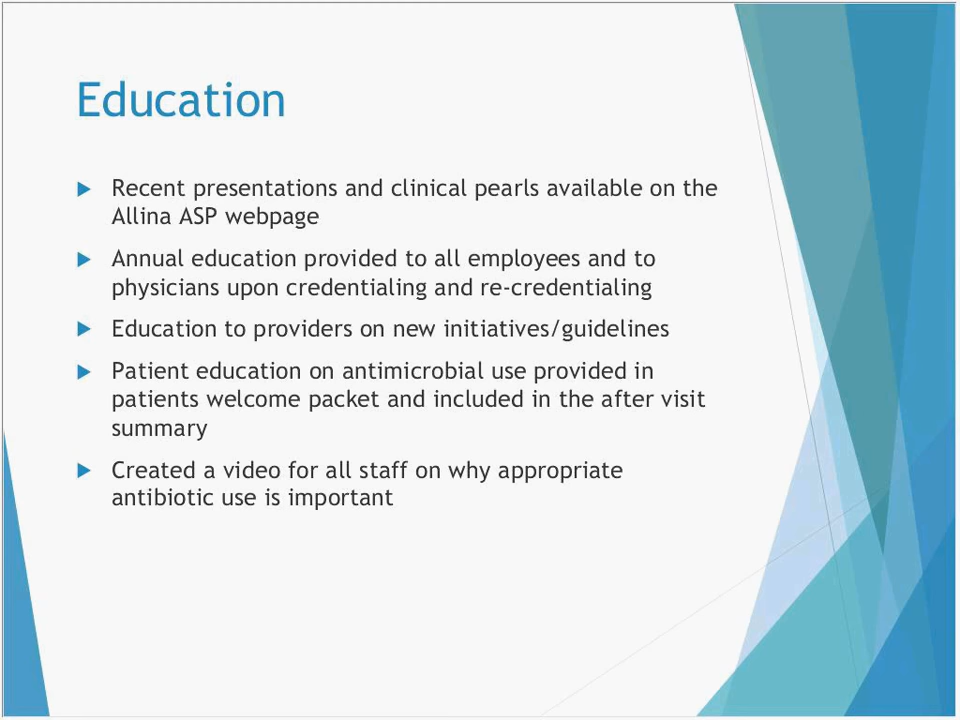 Education
Recent presentations and clinical pearls available on the
Allina ASP webpage
Annual education provided to all employees and to
physicians upon credentialing and re-credentialing
Education to providers on new initiatives/guidelines
Patient education on antimicrobial use provided in
patients welcome packet and included in the after visit
summary
Created a video for all staff on why appropriate
antibiotic use is important